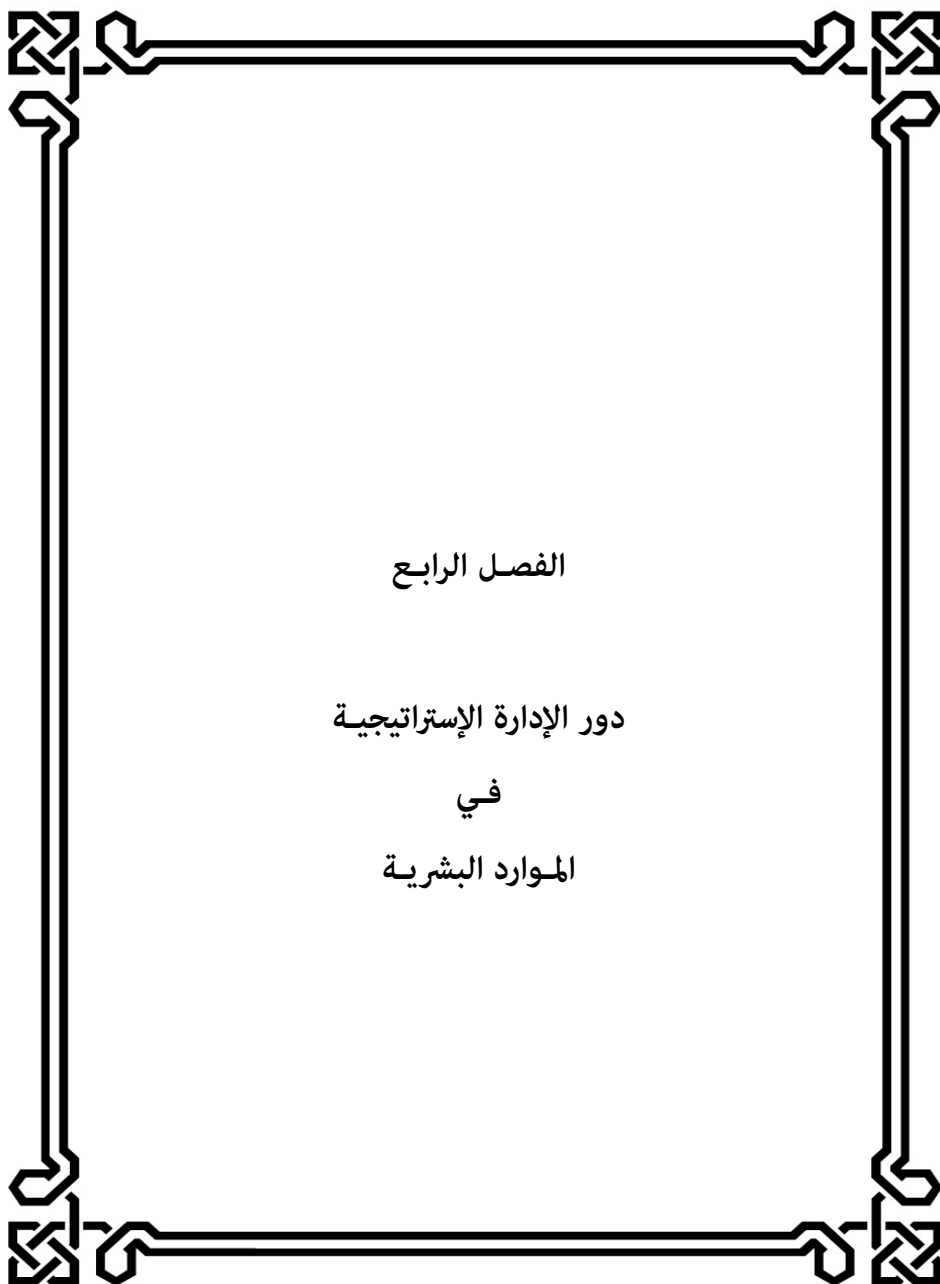 الفصـل الرابـع
دور الإدارة الإستراتيجيـة
فـي
المـوارد البشريـة